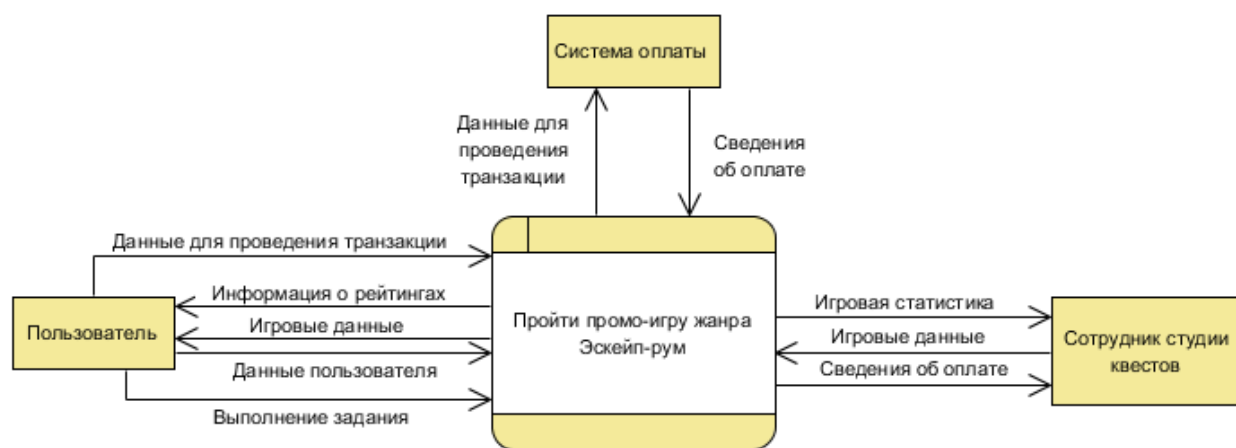 Система оплаты
Данные для
проведения
транзакции
Сведения
об оплате
Данные для проведения транзакции
Информация о рейтингах
Игровые данные
Пользователь
Данные пользователя
Выполнение задания
Пройти промо-игру жанра
Эскейп-рум
Игровая статистика
Игровые данные
Сведения об оплате
Сотрудник студии
квестов